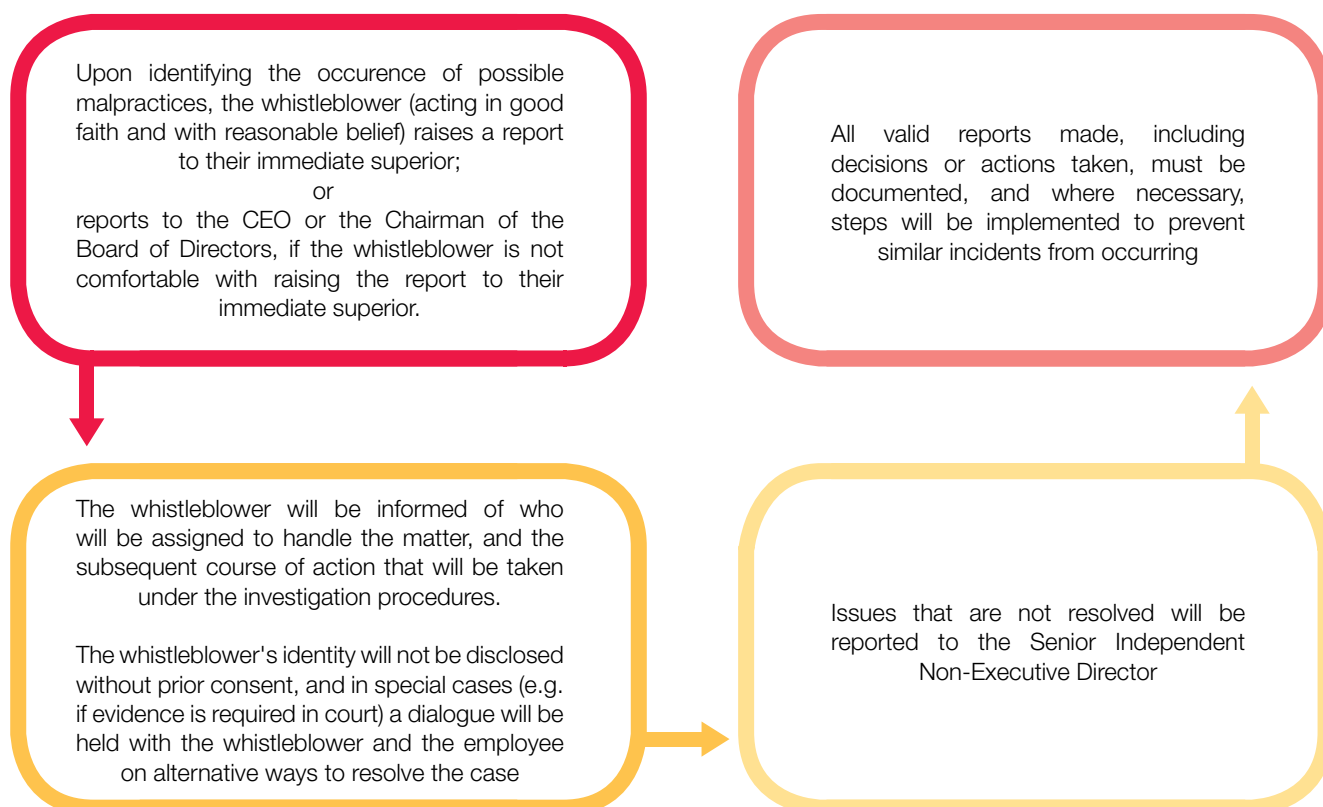 Upon identifying the occurence of possible
malpractices, the whistleblower (acting in good
faith and with reasonable belief) raises a report
to their immediate superior;
or
reports to the CEO or the Chairman of the
Board of Directors, if the whistleblower is not
comfortable with raising the report to their
immediate superior.
The whistleblower will be informed of who
will be assigned to handle the matter, and the
subsequent course of action that will be taken
under the investigation procedures.
The whistleblower's identity will not be disclosed
without prior consent, and in special cases (e.g.
if evidence is required in court) a dialogue will be
held with the whistleblower and the employee
on alternative ways to resolve the case
Issues that are not resolved will be
reported to the Senior Independent
Non-Executive Director
All valid reports made, including
decisions or actions taken, must be
documented, and where necessary,
steps will be implemented to prevent
similar incidents from occurring